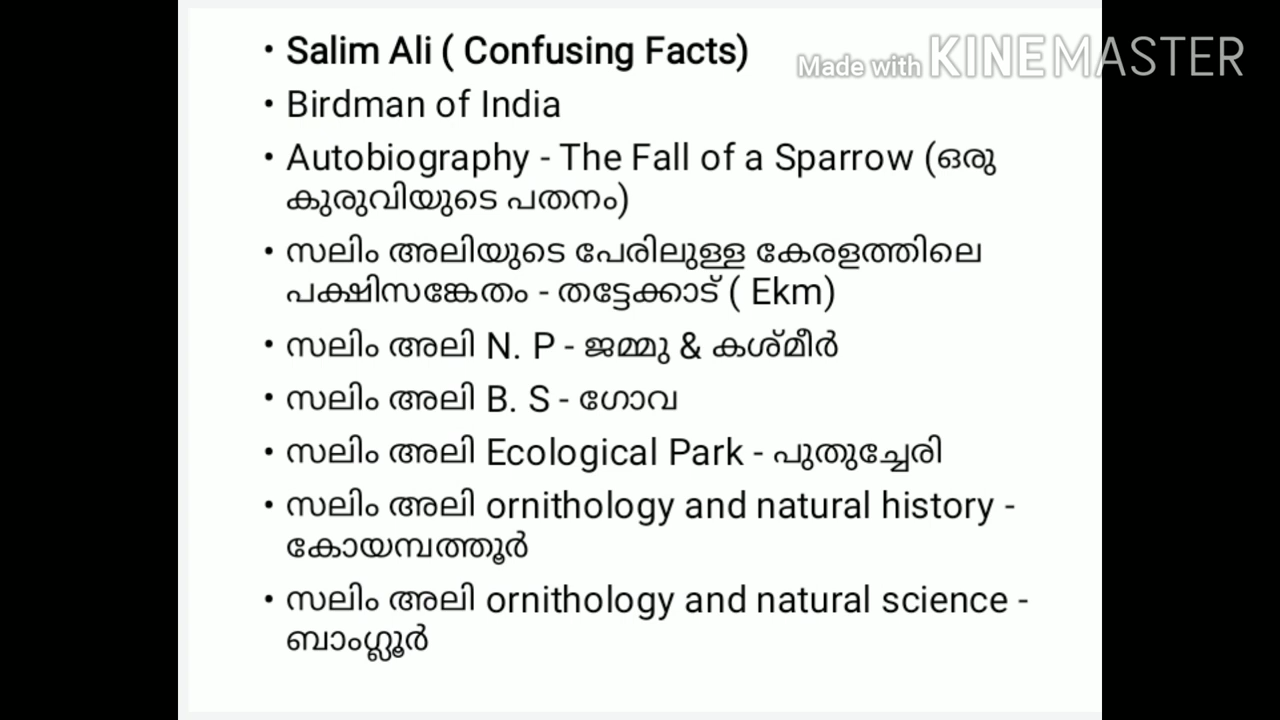 • Salim Ali ( Confusing Facts)
Made with KINEMASTER
• Birdman of India
• Autobiography - The Fall of a Sparrow (ഒരു
കുരുവിയുടെ പതനം)
• സലിം അലിയുടെ പേരിലുള്ള കേരളത്തിലെ
പക്ഷിസങ്കേതം - തട്ടേക്കാട് ( Ekm)
• സലിം അലി N. P - ജമ്മു & കശ്മീർ
• സലിം അലി B. S - ഗോവ
• സലിം അലി Ecological Park - പുതുച്ചേരി
• സലിം അലി ornithology and natural history -
കോയമ്പത്തൂർ
• സലിം അലി ornithology and natural science -
ബാംഗ്ലൂർ